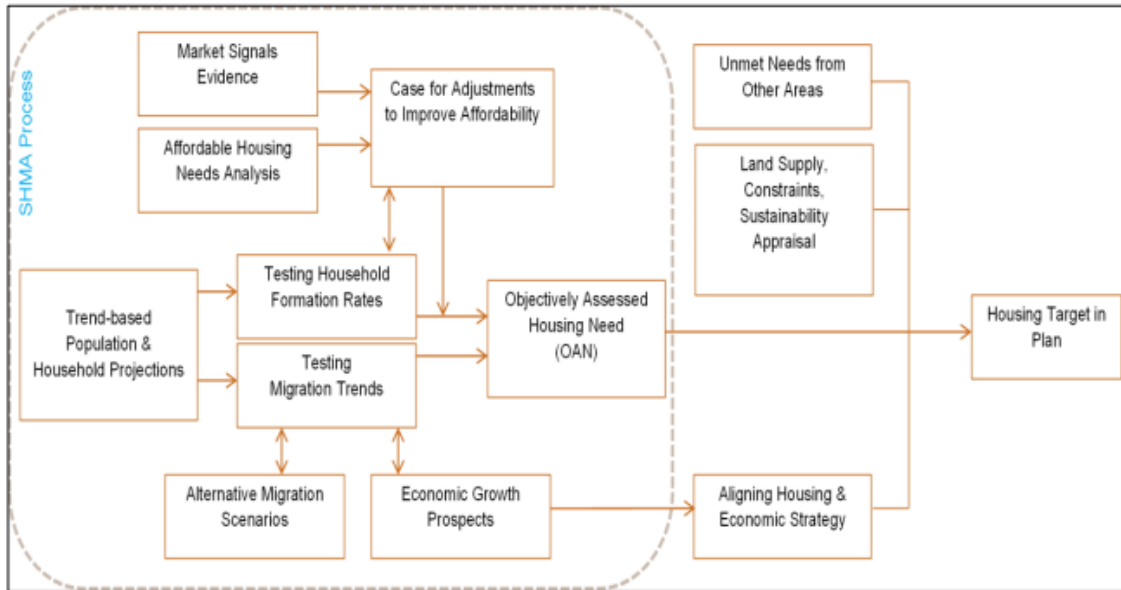 SHMA Process
Market Signals
Evidence
Affordable Housing
Needs Analysis
Case for Adjustments
to Improve Affordability
Trend-based
Population &
Household Projections
Testing Household
Formation Rates
Testing
Migration Trends
Objectively Assessed
Housing Need
(OAN)
Alternative Migration
Scenarios
Economic Growth
Prospects
Unmet Needs from
Other Areas
Land Supply,
Constraints,
Sustainability
Appraisal
Aligning Housing &
Economic Strategy
Housing Target in
Plan